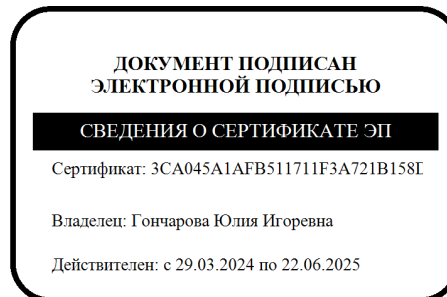 ДОКУМЕНТ ПОДПИСАН
ЭЛЕКТРОННОЙ ПОДПИСЬЮ
СВЕДЕНИЯ О СЕРТИФИКАТЕ ЭП
Сертификат: 3CA045A1AFB511711F3A721B158
Владелец: Гончарова Юлия Игоревна
Действителен: с 29.03.2024 по 22.06.2025